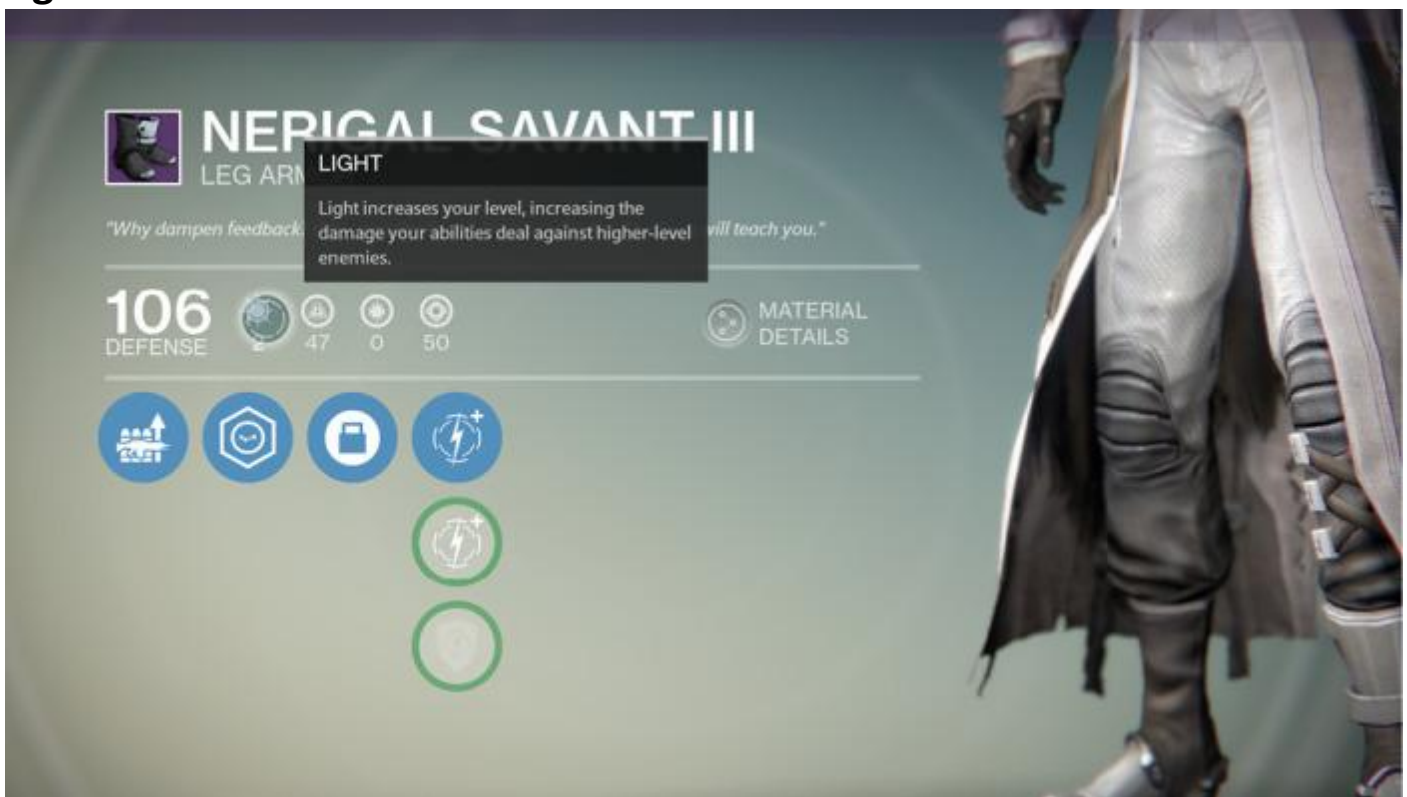 NERIGAL SAVANT III
LEG ARM
LIGHT
"Why dampen feedback
Light increases your level, increasing the
damage your abilities deal against higher-level
enemies.
will teach you."
106
DEFENSE
47
0
50
MATERIAL
DETAILS